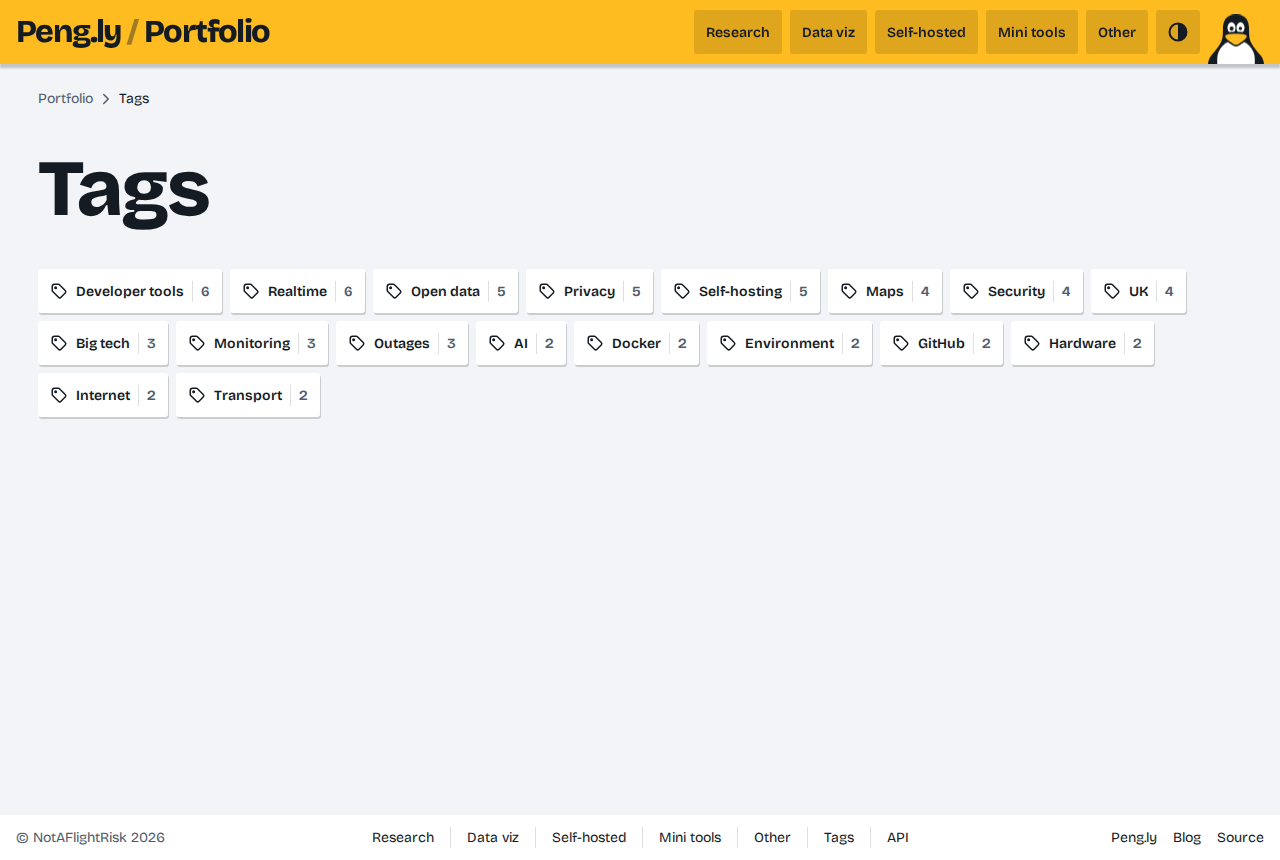 Peng.ly / Portfolio
Research
Data viz
Self-hosted
Mini tools
Other
Portfolio > Tags
Tags
Developer tools 6
Realtime 6
Open data 5
Privacy 5
Self-hosting 5
Maps 4
Security 4
UK 4
Big tech 3
Monitoring 3
Outages 3
AI 2
Docker 2
Environment 2
GitHub 2
Hardware 2
Internet 2
Transport 2
© NotAFlightRisk 2026
Research
Data viz
Self-hosted
Mini tools
Other
Tags
API
Peng.ly
Blog
Source